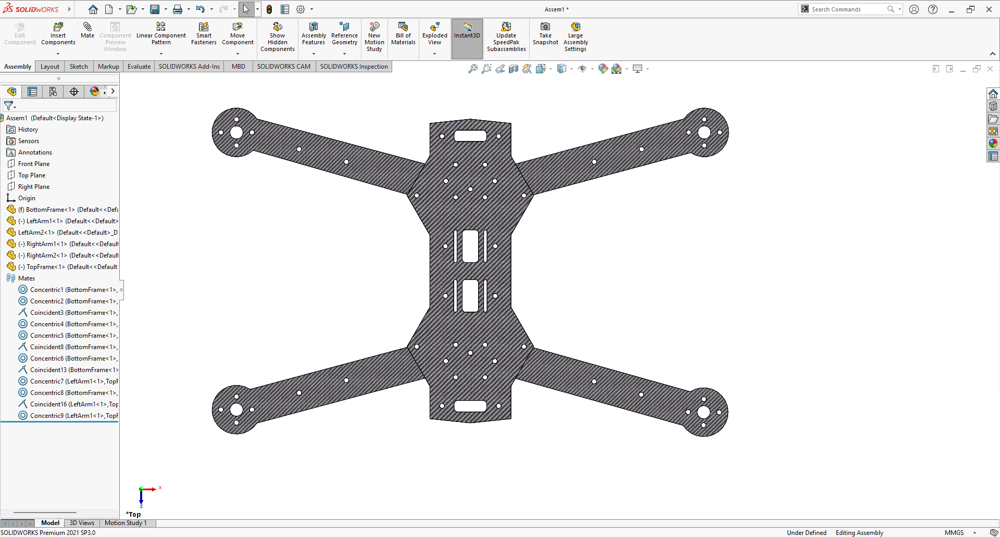 SOLIDWORKS
Assem1 *
Search Commands
Edit Component
Insert Components
Mate
Component Preview Window
Linear Component Pattern
Smart Fasteners
Move Component
Show Hidden Components
Assembly Features
Reference Geometry
New Motion Study
Bill of Materials
Exploded View
Instant3D
Update SpeedPak Subassemblies
Take Snapshot
Large Assembly Settings
Assembly
Layout
Sketch
Markup
Evaluate
SOLIDWORKS Add-Ins
MBD
SOLIDWORKS CAM
SOLIDWORKS Inspection
Assem1 (Default<Display State-1>)
History
Sensors
Annotations
Front Plane
Top Plane
Right Plane
Origin
(f) BottomFrame<1> (Default<<Defa
(-) LeftArm1<1> (Default<<Default>
LeftArm2<1> (Default<<Default>_D
(-) RightArm1<1> (Default<<Default
(-) RightArm2<1> (Default<<Default
(-) TopFrame<1> (Default<<Default
Mates
Concentric1 (BottomFrame<1>,
Concentric2 (BottomFrame<1>,
Coincident3 (BottomFrame<1>,
Concentric4 (BottomFrame<1>,
Concentric5 (BottomFrame<1>,
Coincident8 (BottomFrame<1>,
Concentric6 (BottomFrame<1>,
Coincident13 (BottomFrame<1>
Concentric7 (LeftArm1<1>,TopF
Concentric8 (BottomFrame<1>,
Coincident16 (LeftArm1<1>,Top
Concentric9 (LeftArm1<1>,TopF
X
Z
*Top
Model
3D Views
Motion Study 1
SOLIDWORKS Premium 2021 SP3.0
Under Defined
Editing Assembly
MMGS